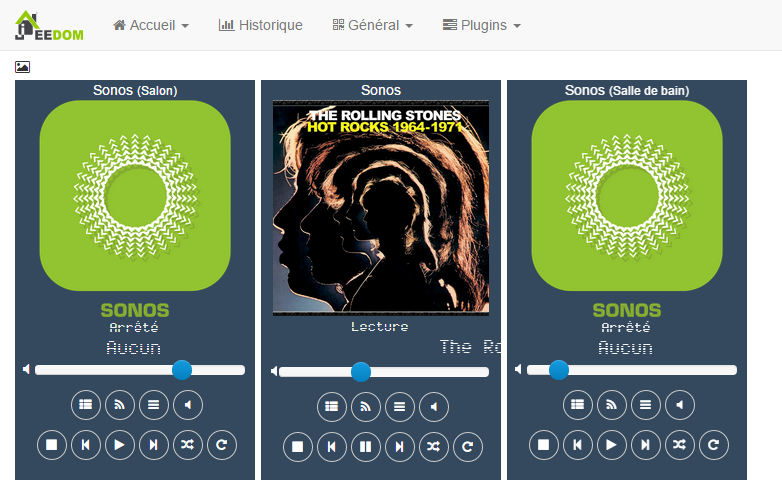 JEEDOM
Accueil
Historique
Général
Plugins
Sonos (Salon)
SONOS
Arrêté
Aucun
Sonos
THE ROLLING STONES
HOT ROCKS 1964-1971
Lecture
The Ro
Sonos (Salle de bain)
SONOS
Arrêté
Aucun